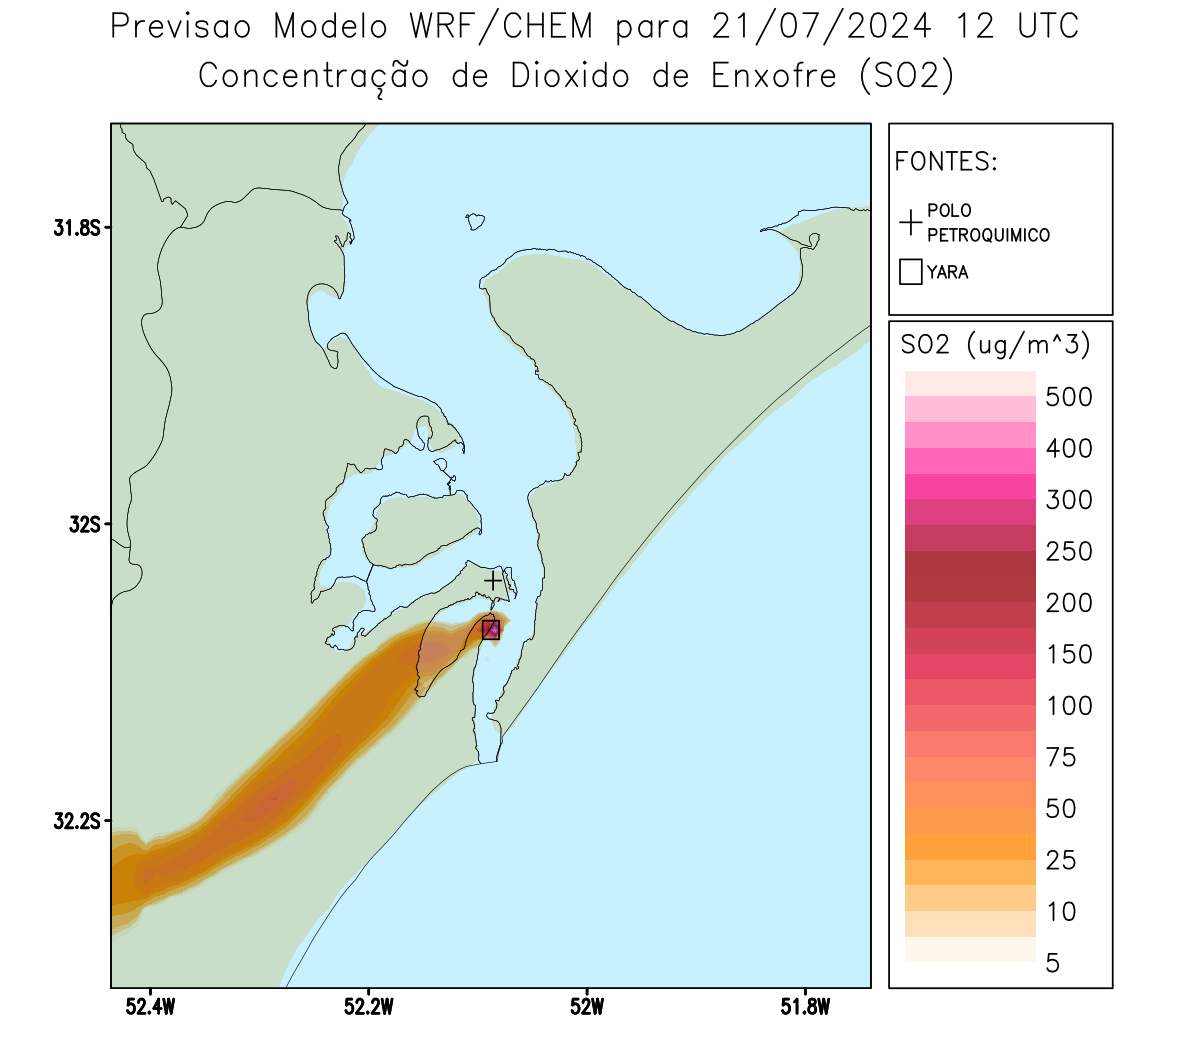 Previsao Modelo WRF/CHEM para 21/07/2024 12 UTC
Concentração de Dioxido de Enxofre (SO2)
FONTES:
POLO
PETROQUIMICO
YARA
SO2 (ug/m^3)
500
400
300
250
200
150
100
75
50
25
10
5
31.8S
32S
32.2S
52.4W
52.2W
52W
51.8W